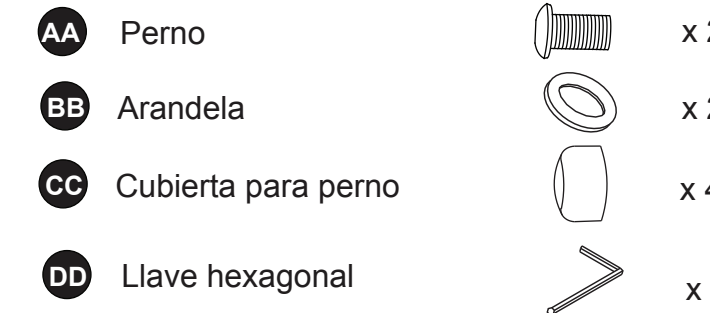 AA Perno x 2
BB Arandela x 2
CC Cubierta para perno x 4
DD Llave hexagonal x